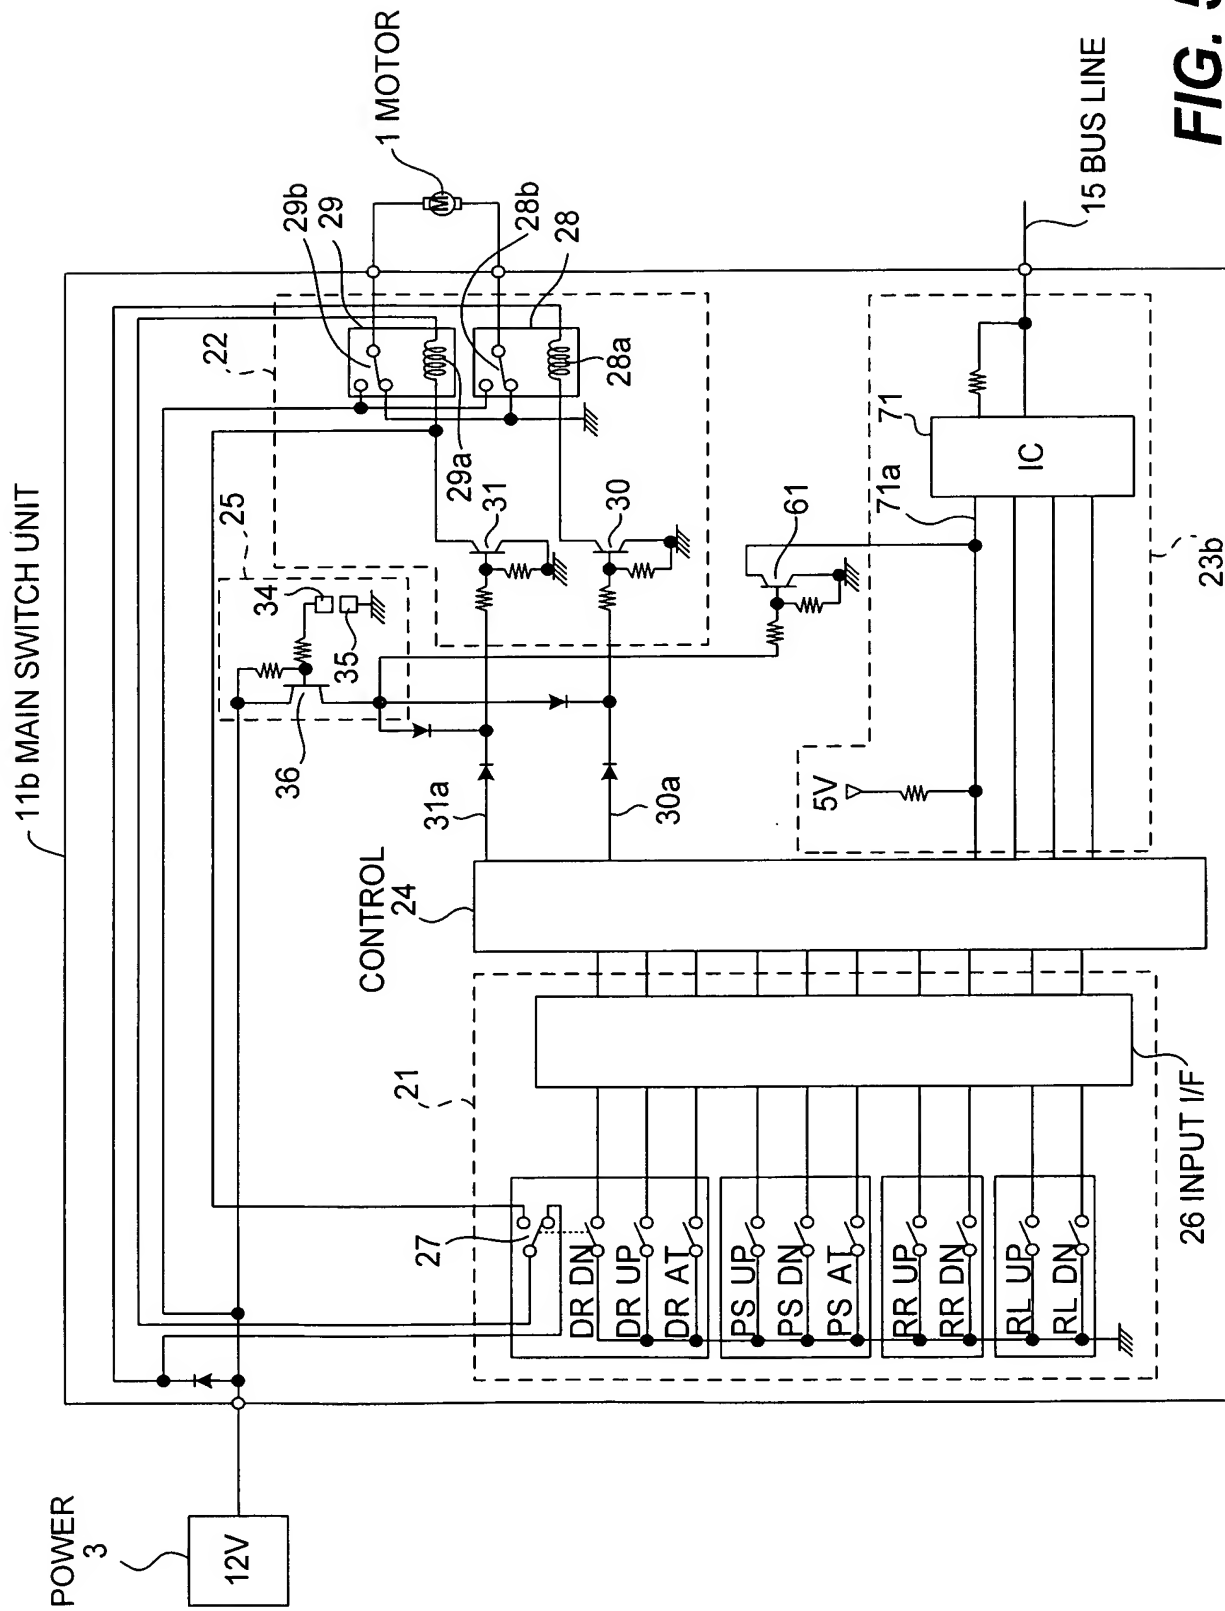 11b MAIN SWITCH UNIT
POWER
3
12V
CONTROL
24
21
27
DR DN
DR UP
DR AT
PS UP
PS DN
PS AT
RR UP
RR DN
RL UP
RL DN
26 INPUT I/F
25
34
35
36
31a
30a
22
29b
29
28b
28
29a
28a
31
30
61
1 MOTOR
M
5V
71a
71
IC
23b
15 BUS LINE
FIG. 5